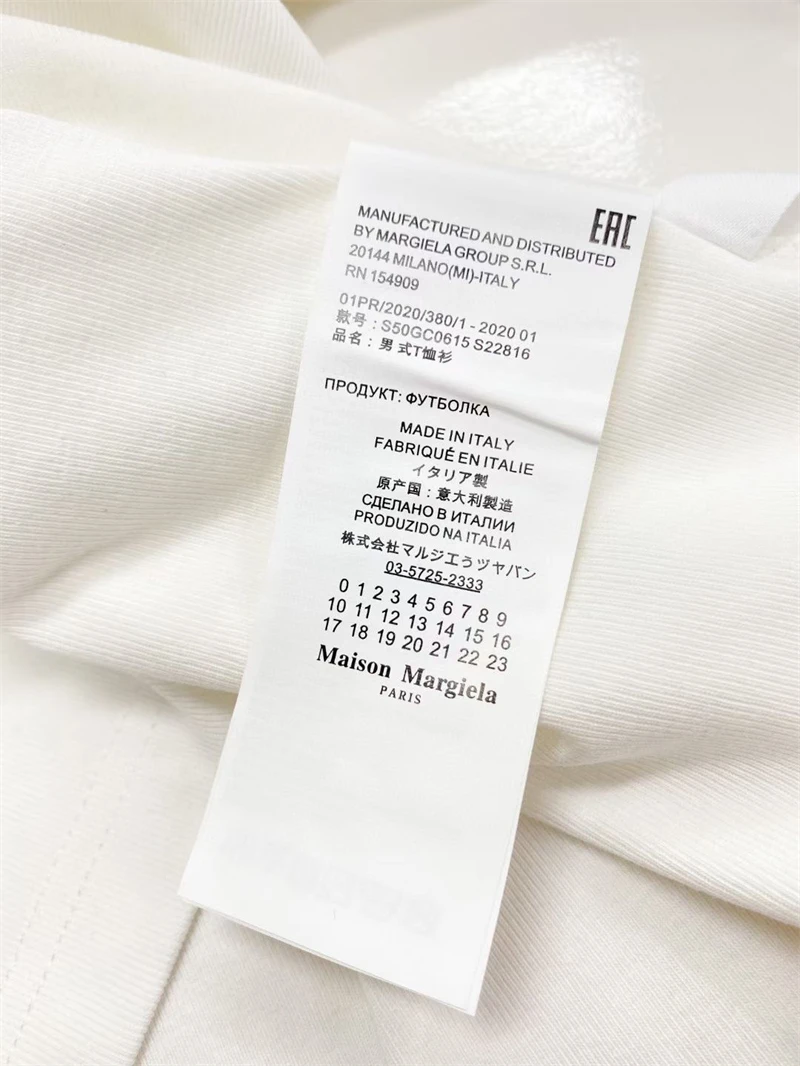 EAC
MANUFACTURED AND DISTRIBUTED
BY MARGIELA GROUP S.R.L.
20144 MILANO(MI)-ITALY
RN 154909
01PR/2020/380/1 - 2020 01
款号：S50GC0615 S22816
品名：男 式T恤衫
ПРОДУКТ: ФУТБОЛКА
MADE IN ITALY
FABRIQUÉ EN ITALIE
イタリア製
原产国：意大利製造
СДЕЛАНО В ИТАЛИИ
PRODUZIDO NA ITALIA
株式会社マルジエぅヅヤバン
03-5725-2333
0 1 2 3 4 5 6 7 8 9
10 11 12 13 14 15 16
17 18 19 20 21 22 23
Maison Margiela
PARIS